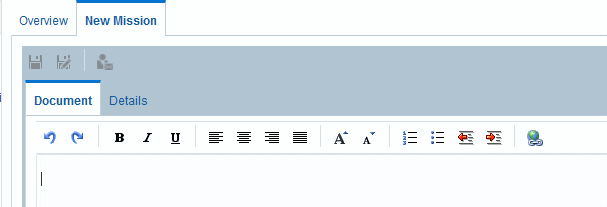 Overview New Mission
Document Details
B I U A A